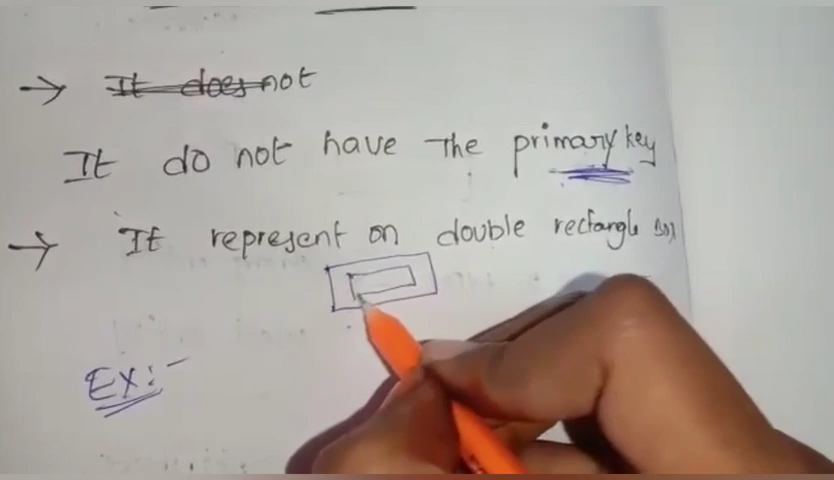 → It does not
It do not have the primary key
→ It represent on double rectangle
Ex:-